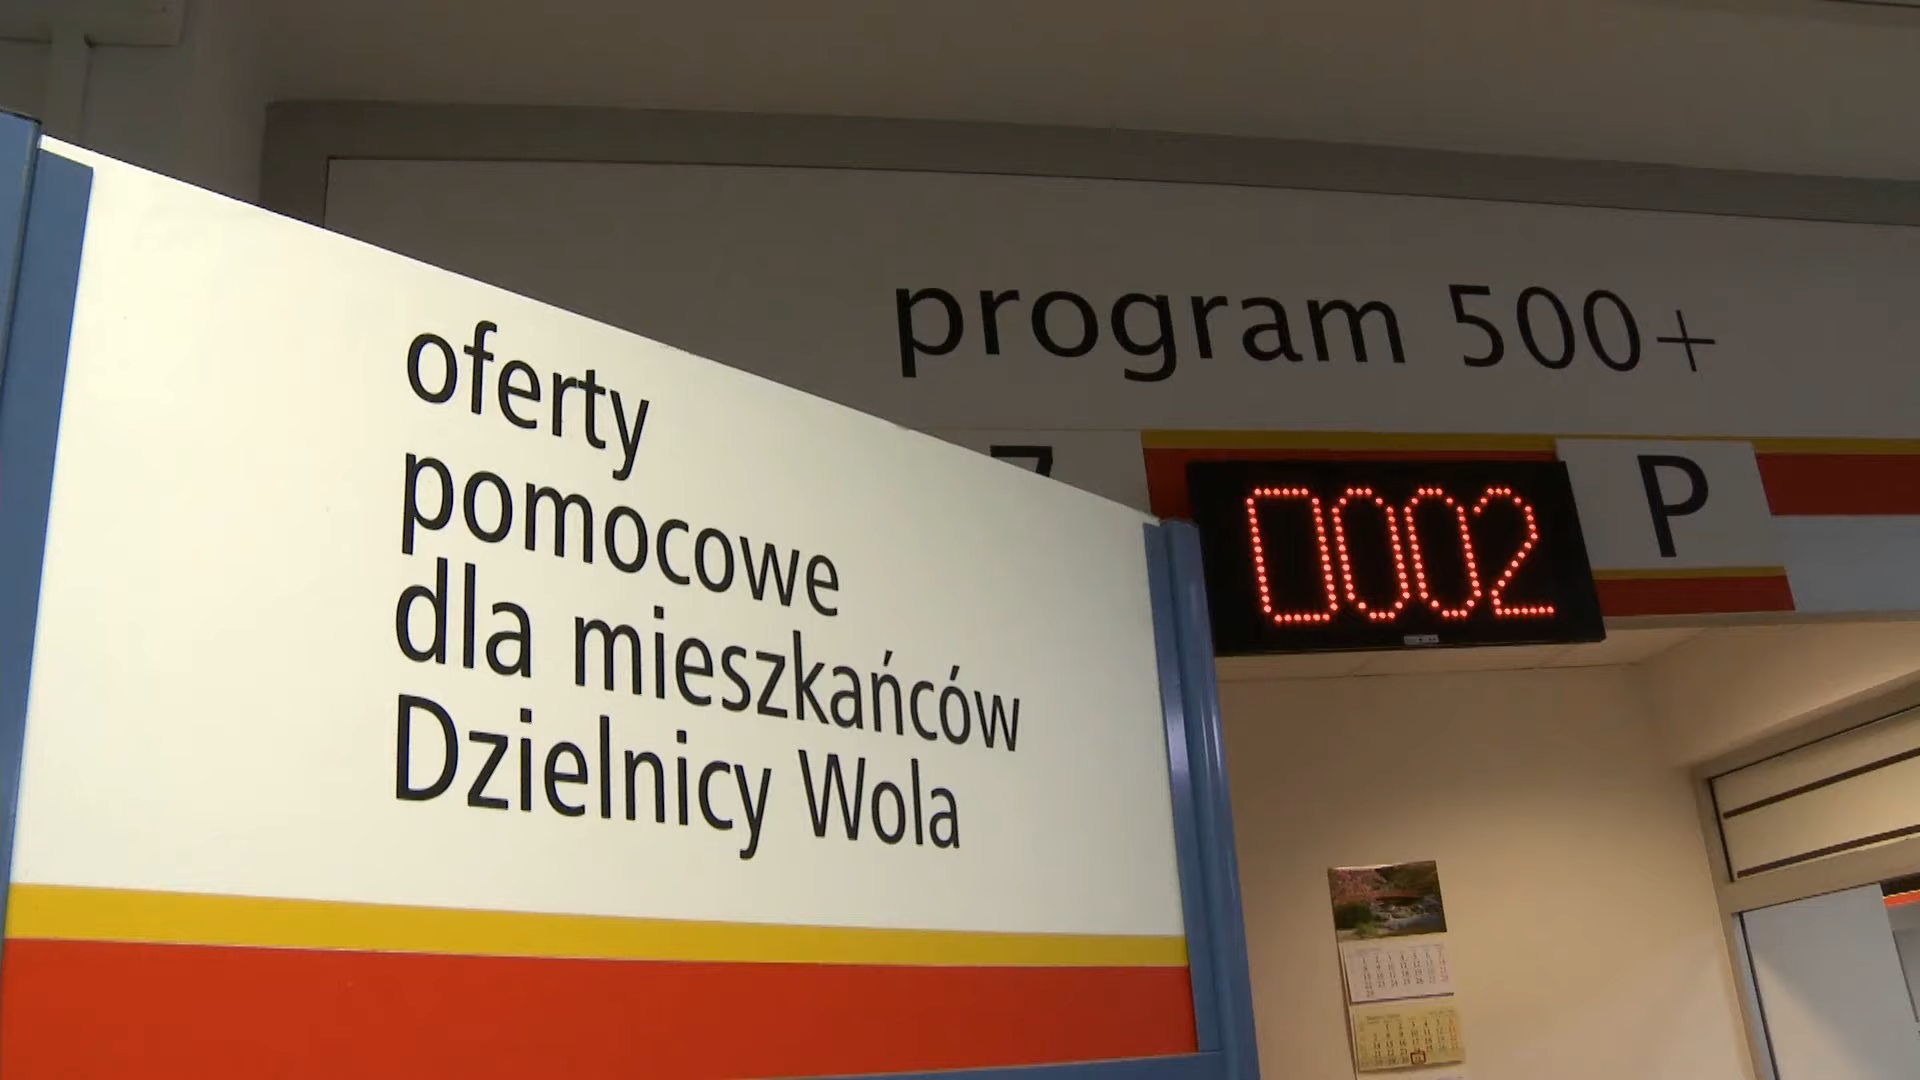 oferty
pomocowe
dla mieszkańców
Dzielnicy Wola
program 500+
0002
P